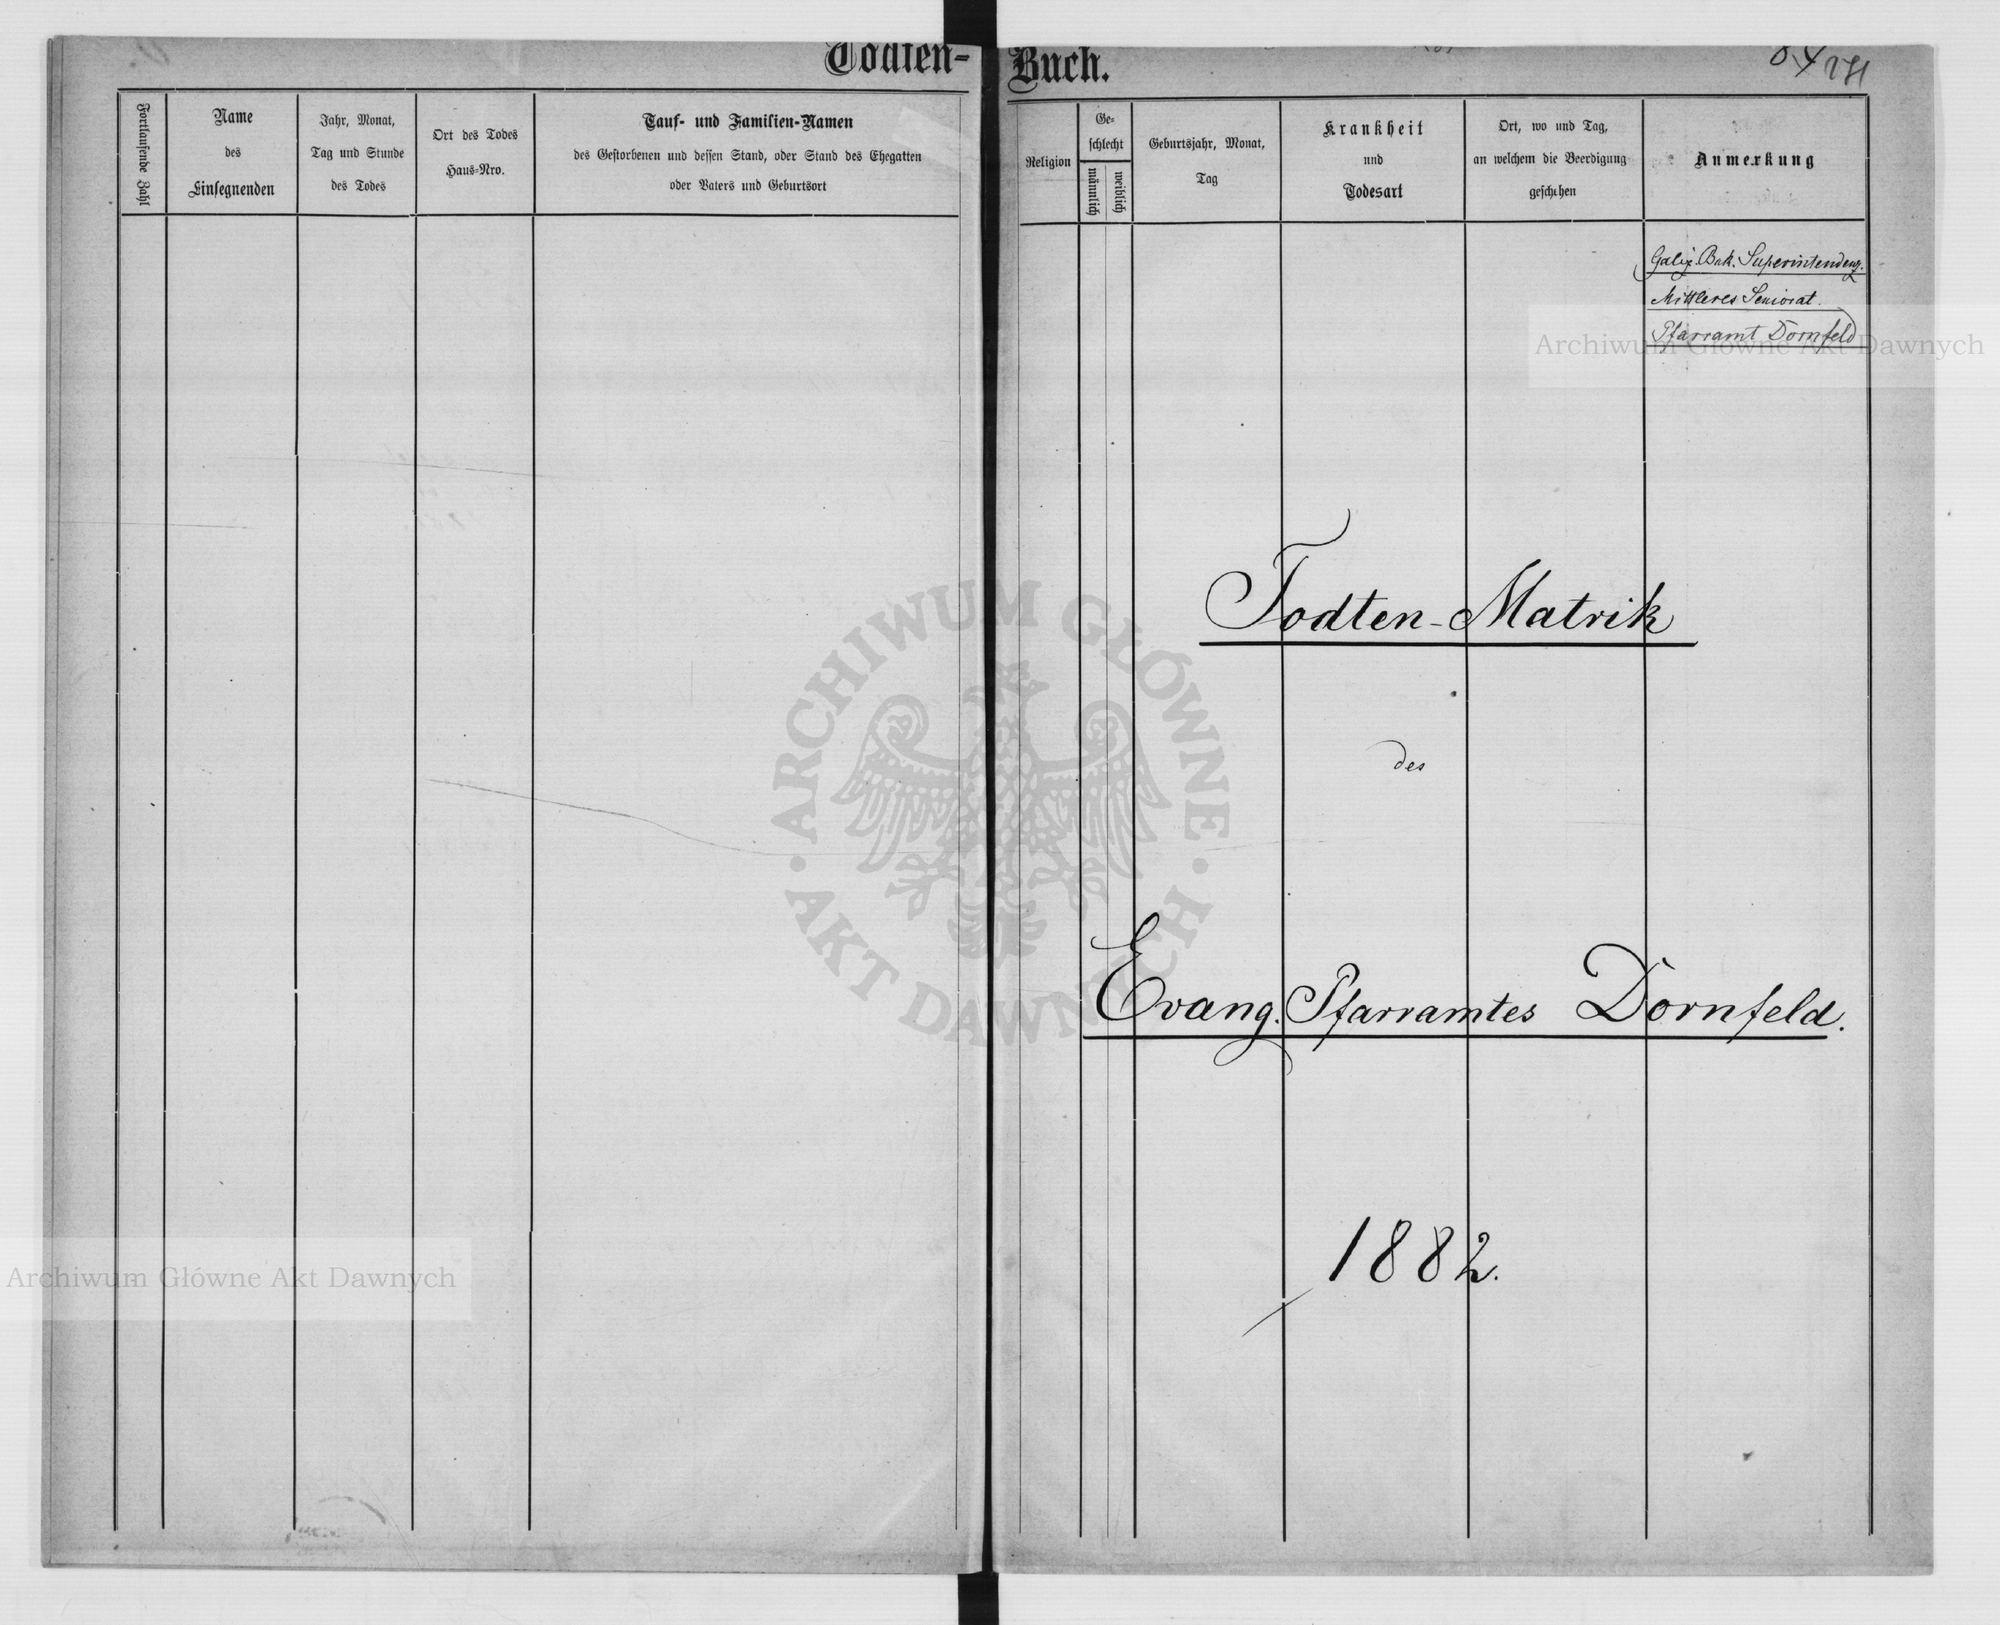 Todten-
Buch.
171
Fortlaufende Zahl
Name
des
Einsegnenden
Jahr, Monat,
Tag und Stunde
des Todes
Ort des Todes
Haus-Nro.
Tauf- und Familien-Namen
des Gestorbenen und dessen Stand, oder Stand des Ehegatten
oder Vaters und Geburtsort
Religion
Ge-
schlecht
männlich
weiblich
Geburtsjahr, Monat,
Tag
Krankheit
und
Todesart
Ort, wo und Tag,
an welchem die Beerdigung
geschehen
Anmerkung
Galiz. Buk. Superintendenz.
Mittleres Seniorat.
Pfarramt Dornfeld
Archiwum Główne Akt Dawnych
Todten-Matrik
des
ARCHIWUM GŁÓWNE AKT DAWNYCH
Evang. Pfarramtes Dornfeld.
1882.
Archiwum Główne Akt Dawnych